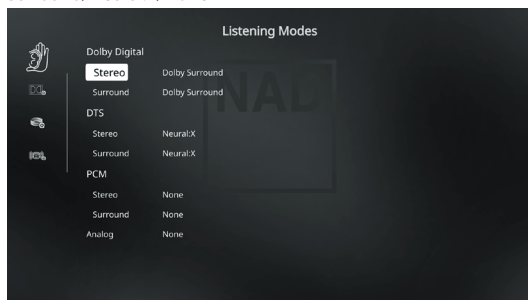 Listening Modes
Dolby Digital
Stereo Dolby Surround
Surround Dolby Surround
DTS
Stereo Neural:X
Surround Neural:X
PCM
Stereo None
Surround None
Analog None
NAD